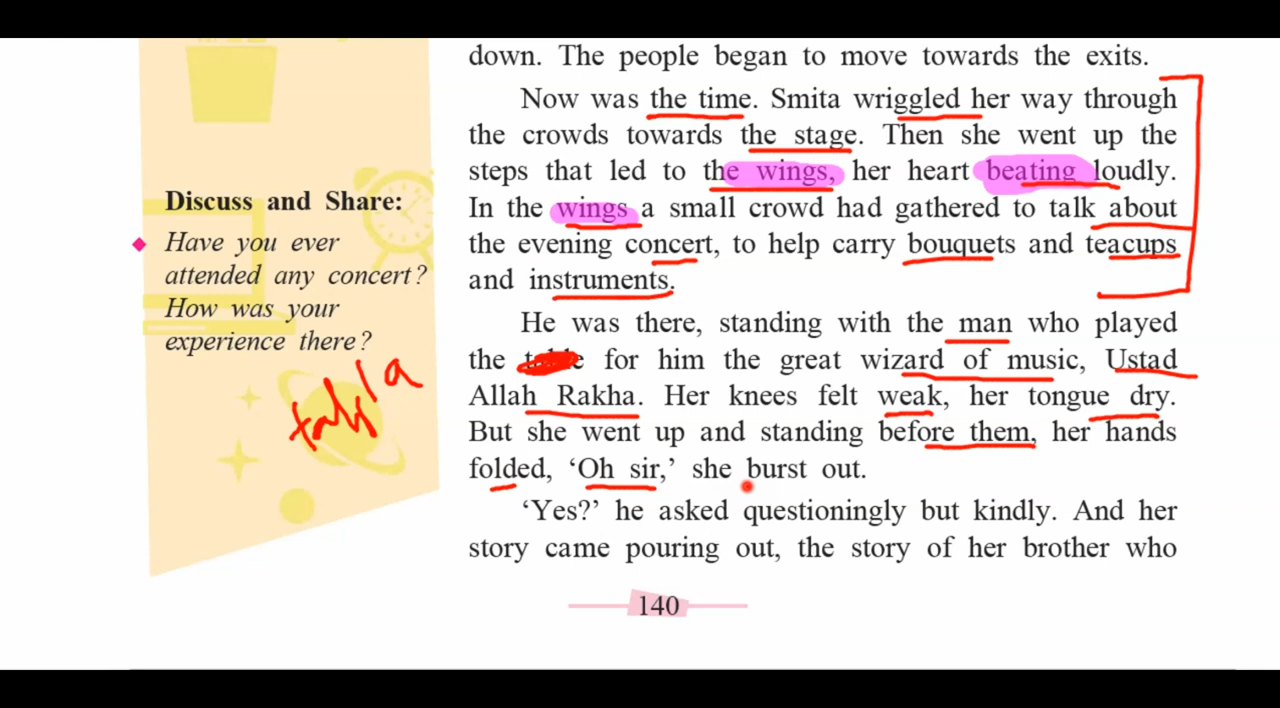 down. The people began to move towards the exits.
Now was the time. Smita wriggled her way through
the crowds towards the stage. Then she went up the
steps that led to the wings, her heart beating loudly.
In the wings a small crowd had gathered to talk about
the evening concert, to help carry bouquets and teacups
and instruments.
He was there, standing with the man who played
the for him the great wizard of music, Ustad
Allah Rakha. Her knees felt weak, her tongue dry.
But she went up and standing before them, her hands
folded, ‘Oh sir,’ she burst out.
‘Yes?’ he asked questioningly but kindly. And her
story came pouring out, the story of her brother who
Discuss and Share:
Have you ever
attended any concert?
How was your
experience there?
tabla
140